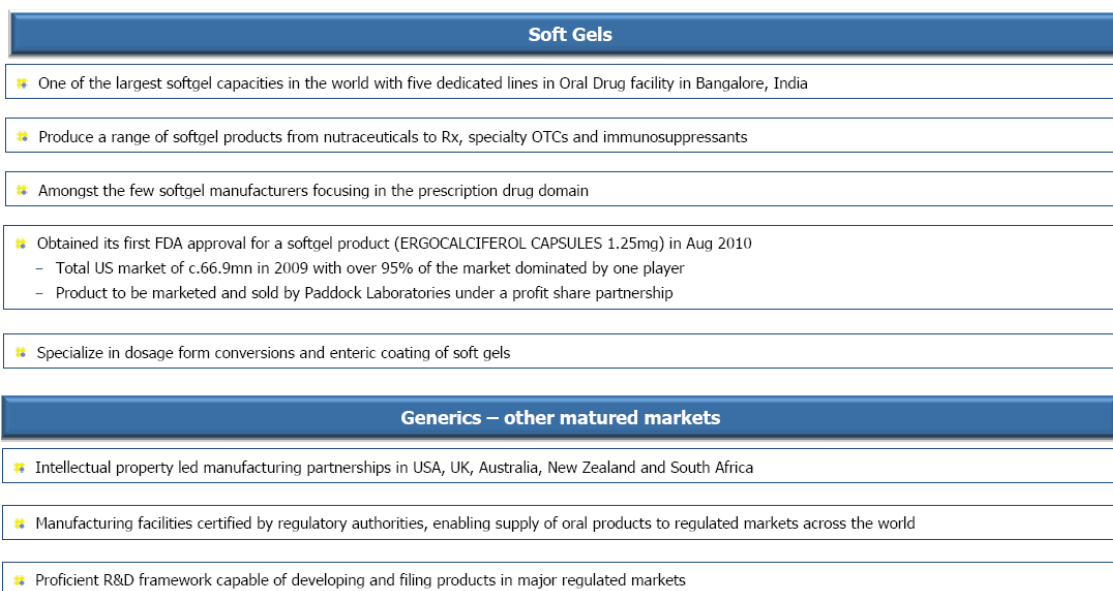 Soft Gels
One of the largest softgel capacities in the world with five dedicated lines in Oral Drug facility in Bangalore, India
Produce a range of softgel products from nutraceuticals to Rx, specialty OTCs and immunosuppressants
Amongst the few softgel manufacturers focusing in the prescription drug domain
Obtained its first FDA approval for a softgel product (ERGOCALCIFEROL CAPSULES 1.25mg) in Aug 2010
– Total US market of c.66.9mn in 2009 with over 95% of the market dominated by one player
– Product to be marketed and sold by Paddock Laboratories under a profit share partnership
Specialize in dosage form conversions and enteric coating of soft gels
Generics – other matured markets
Intellectual property led manufacturing partnerships in USA, UK, Australia, New Zealand and South Africa
Manufacturing facilities certified by regulatory authorities, enabling supply of oral products to regulated markets across the world
Proficient R&D framework capable of developing and filing products in major regulated markets